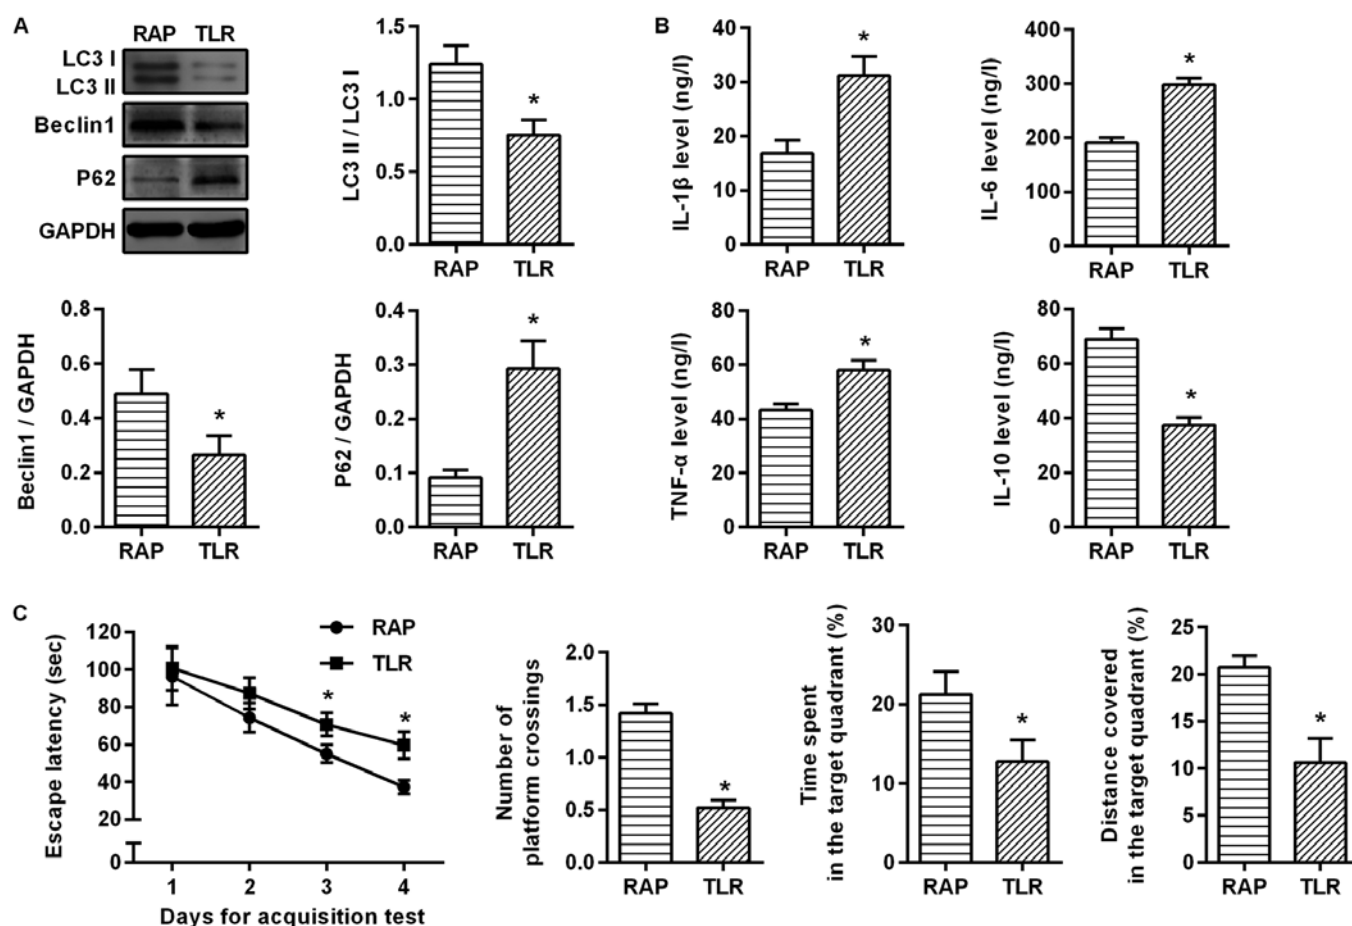 A
RAP TLR
LC3 I
LC3 II
Beclin1
P62
GAPDH
LC3 II / LC3 I
1.5
1.0
0.5
0.0
*
RAP TLR
Beclin1 / GAPDH
0.8
0.6
0.4
0.2
0.0
*
RAP TLR
P62 / GAPDH
0.4
0.3
0.2
0.1
0.0
*
RAP TLR
B
IL-1β level (ng/l)
40
30
20
10
0
*
RAP TLR
IL-6 level (ng/l)
400
300
200
100
0
*
RAP TLR
TNF-α level (ng/l)
80
60
40
20
0
*
RAP TLR
IL-10 level (ng/l)
80
60
40
20
0
*
RAP TLR
C
Escape latency (sec)
120
100
80
60
40
20
0
RAP
TLR
*
*
1 2 3 4
Days for acquisition test
Number of
platform crossings
2.0
1.5
1.0
0.5
0.0
*
RAP TLR
Time spent
in the target quadrant (%)
30
20
10
0
*
RAP TLR
Distance covered
in the target quadrant (%)
25
20
15
10
5
0
*
RAP TLR